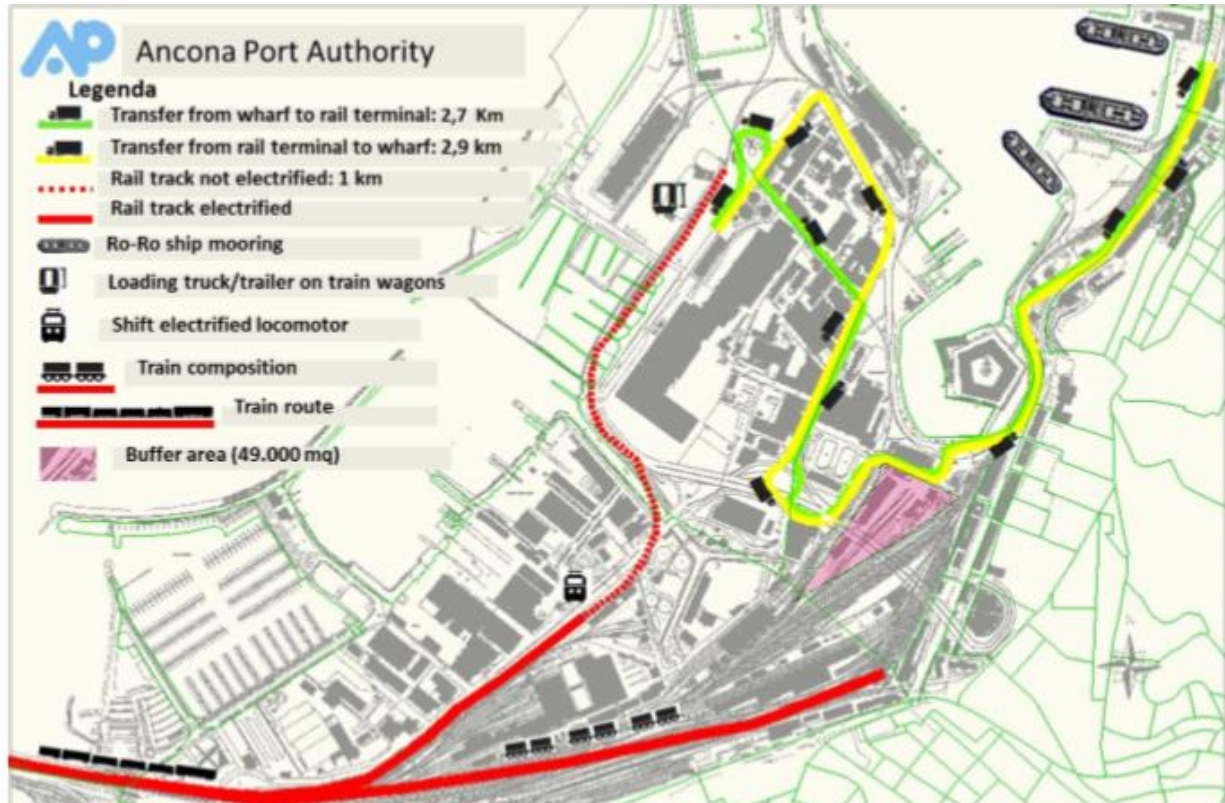 AP
Ancona Port Authority
Legenda
Transfer from wharf to rail terminal: 2,7 Km
Transfer from rail terminal to wharf: 2,9 km
Rail track not electrified: 1 km
Rail track electrified
Ro-Ro ship mooring
Loading truck/trailer on train wagons
Shift electrified locomotor
Train composition
Train route
Buffer area (49.000 mq)